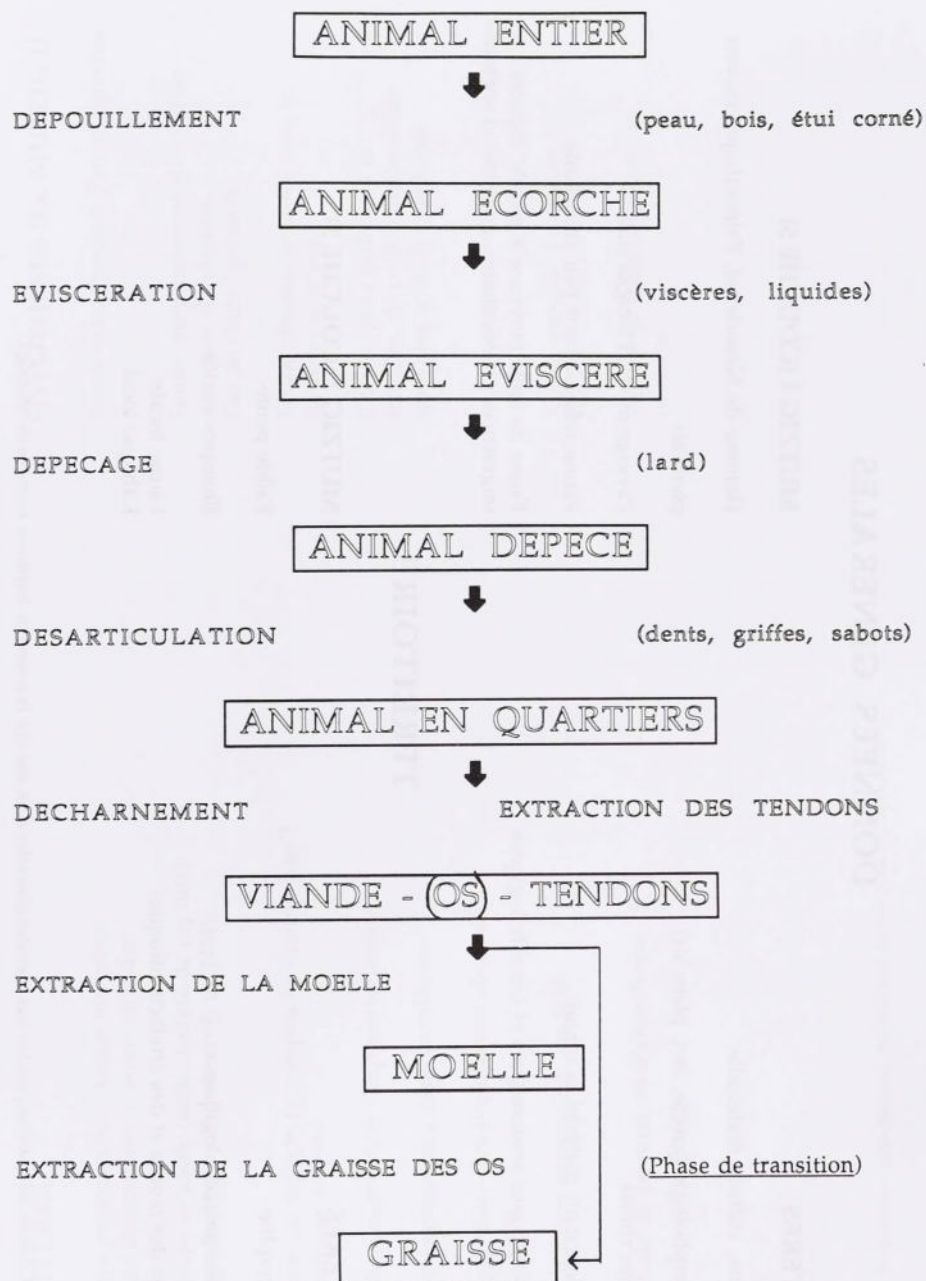 ANIMAL ENTIER
DEPOUILLEMENT (peau, bois, étui corné)
ANIMAL ECORCHE
EVISCERATION (viscères, liquides)
ANIMAL EVISCERE
DEPECAGE (lard)
ANIMAL DEPECE
DESARTICULATION (dents, griffes, sabots)
ANIMAL EN QUARTIERS
DECHARNEMENT EXTRACTION DES TENDONS
VIANDE - (OS) - TENDONS
EXTRACTION DE LA MOELLE
MOELLE
EXTRACTION DE LA GRAISSE DES OS (Phase de transition)
GRAISSE